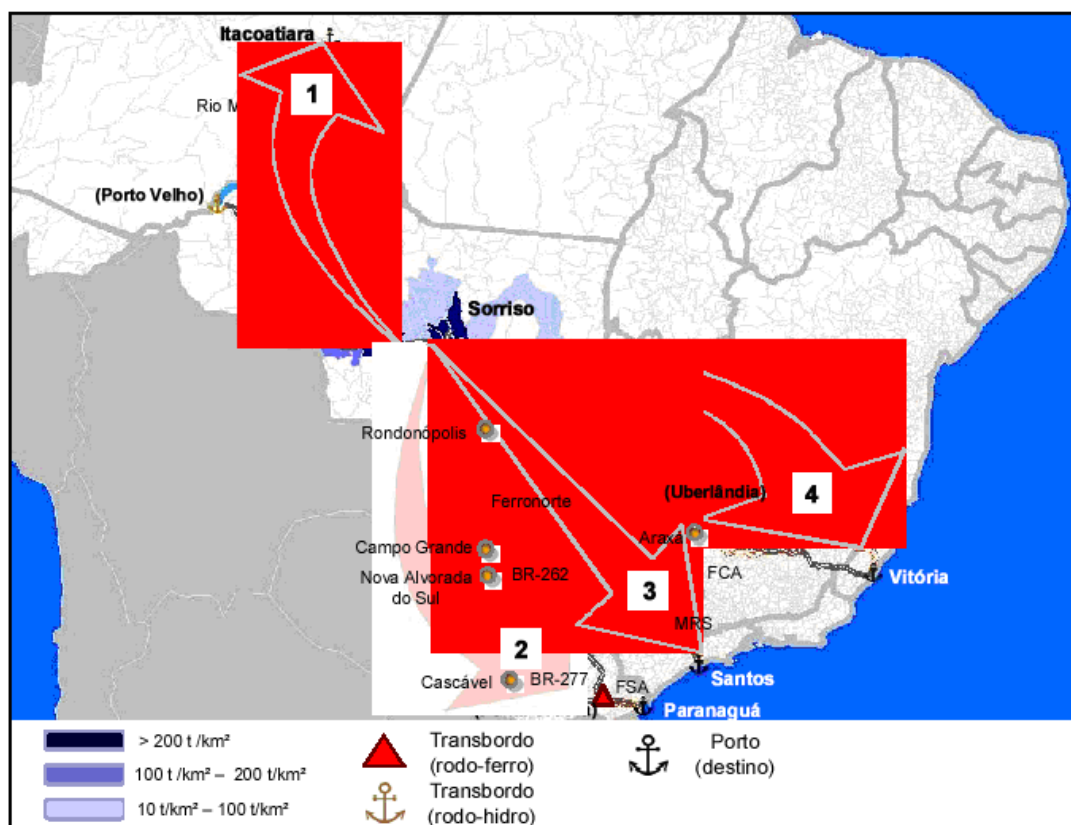 Itacoatiara
1
Rio M
(Porto Velho)
Sorriso
Rondonópolis
Ferronorte
(Uberlândia)
4
Araxá
Campo Grande
BR-262
FCA
Nova Alvorada
do Sul
Vitória
3
MRS
2
Santos
Cascável
BR-277
FSA
Paranaguá
> 200 t /km²
100 t /km² – 200 t/km²
10 t/km² – 100 t/km²
Transbordo
(rodo-ferro)
Transbordo
(rodo-hidro)
Porto
(destino)